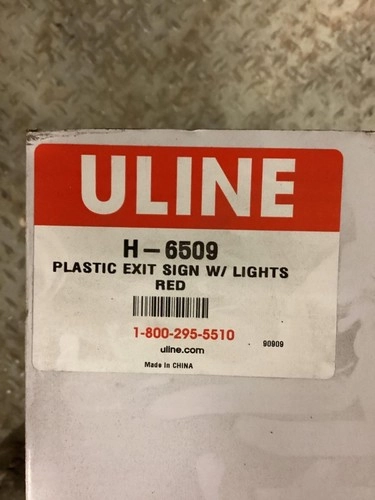 ULINE
H-6509
PLASTIC EXIT SIGN W/ LIGHTS
RED
1-800-295-5510
uline.com
90909
Made in CHINA